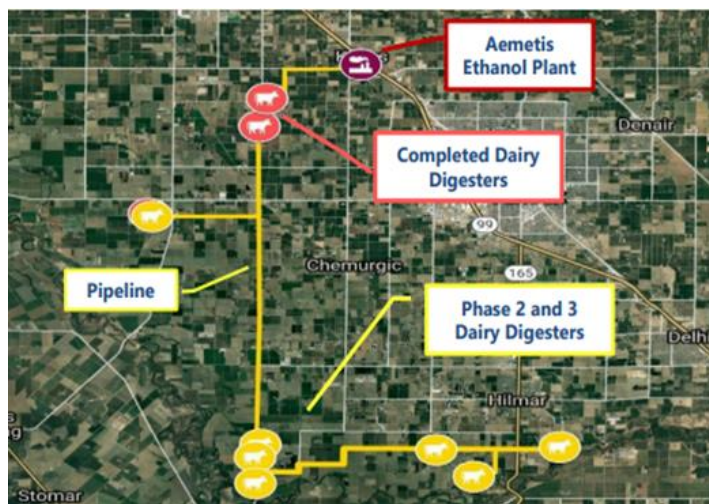 Aemetis
Ethanol Plant
Denair
Completed Dairy
Digesters
99
Chemurgic
165
Pipeline
Phase 2 and 3
Dairy Digesters
Delhi
Hilmar
Stomar